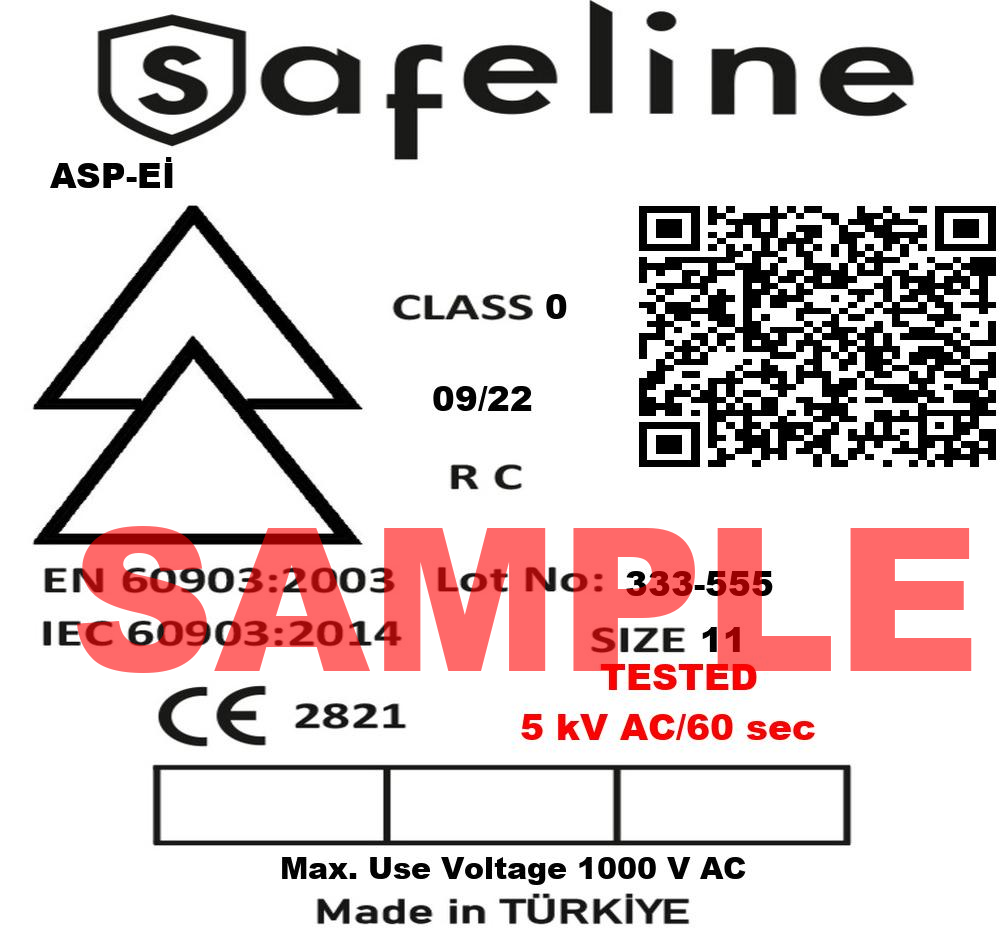 Safeline
ASP-Eİ
CLASS 0
09/22
R C
SAMPLE
EN 60903:2003 Lot No: 333-555
IEC 60903:2014 SIZE 11
TESTED
CE 2821 5 kV AC/60 sec
Max. Use Voltage 1000 V AC
Made in TÜRKİYE